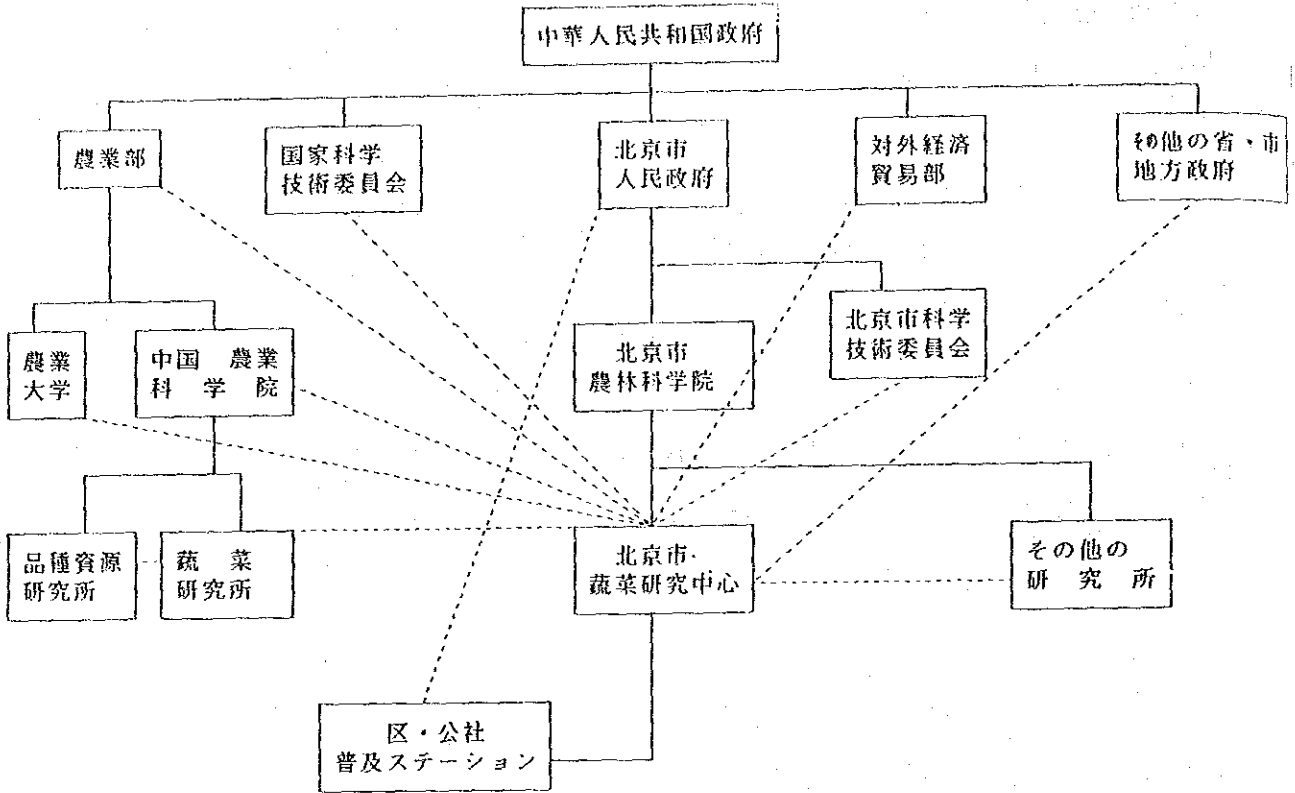 中華人民共和国政府
農業部
国家科学
技術委員会
北京市
人民政府
対外経済
貿易部
その他の省・市
地方政府
農業
大学
中国 農業
科学院
北京市
農林科学院
北京市科学
技術委員会
品種資源
研究所
蔬菜
研究所
北京市・
蔬菜研究中心
その他の
研究所
区・公社
普及ステーション